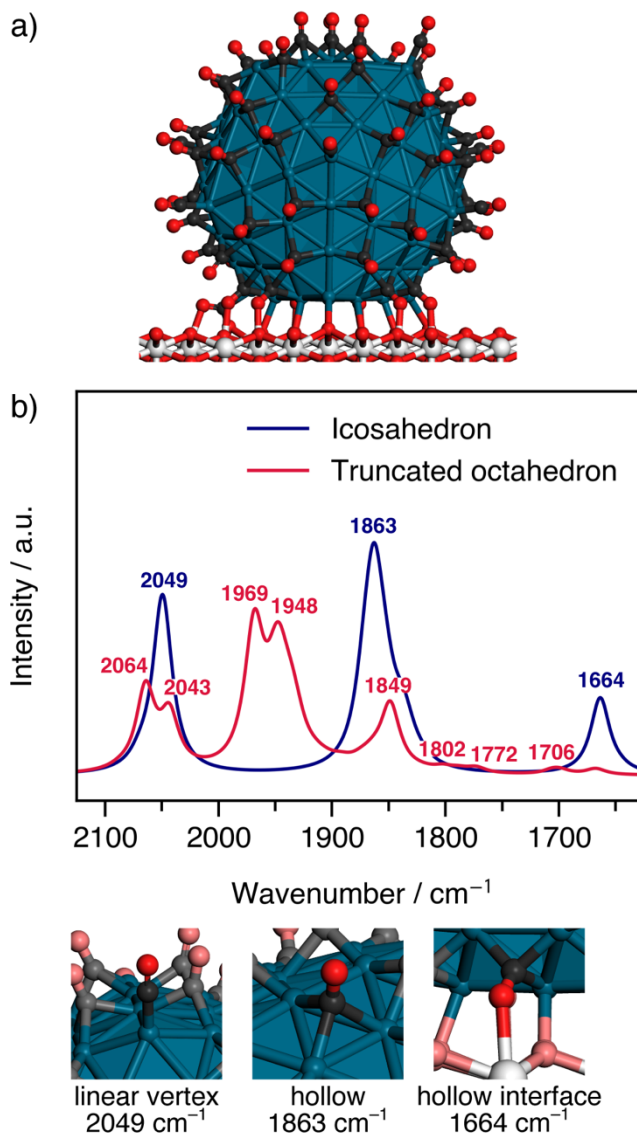 a)
b)
Icosahedron
Truncated octahedron
1863
2049
1969
1948
2064
2043
1849
1664
1802
1772
1706
Intensity / a.u.
2100 2000 1900 1800 1700
Wavenumber / cm⁻¹
linear vertex hollow hollow interface
2049 cm⁻¹ 1863 cm⁻¹ 1664 cm⁻¹